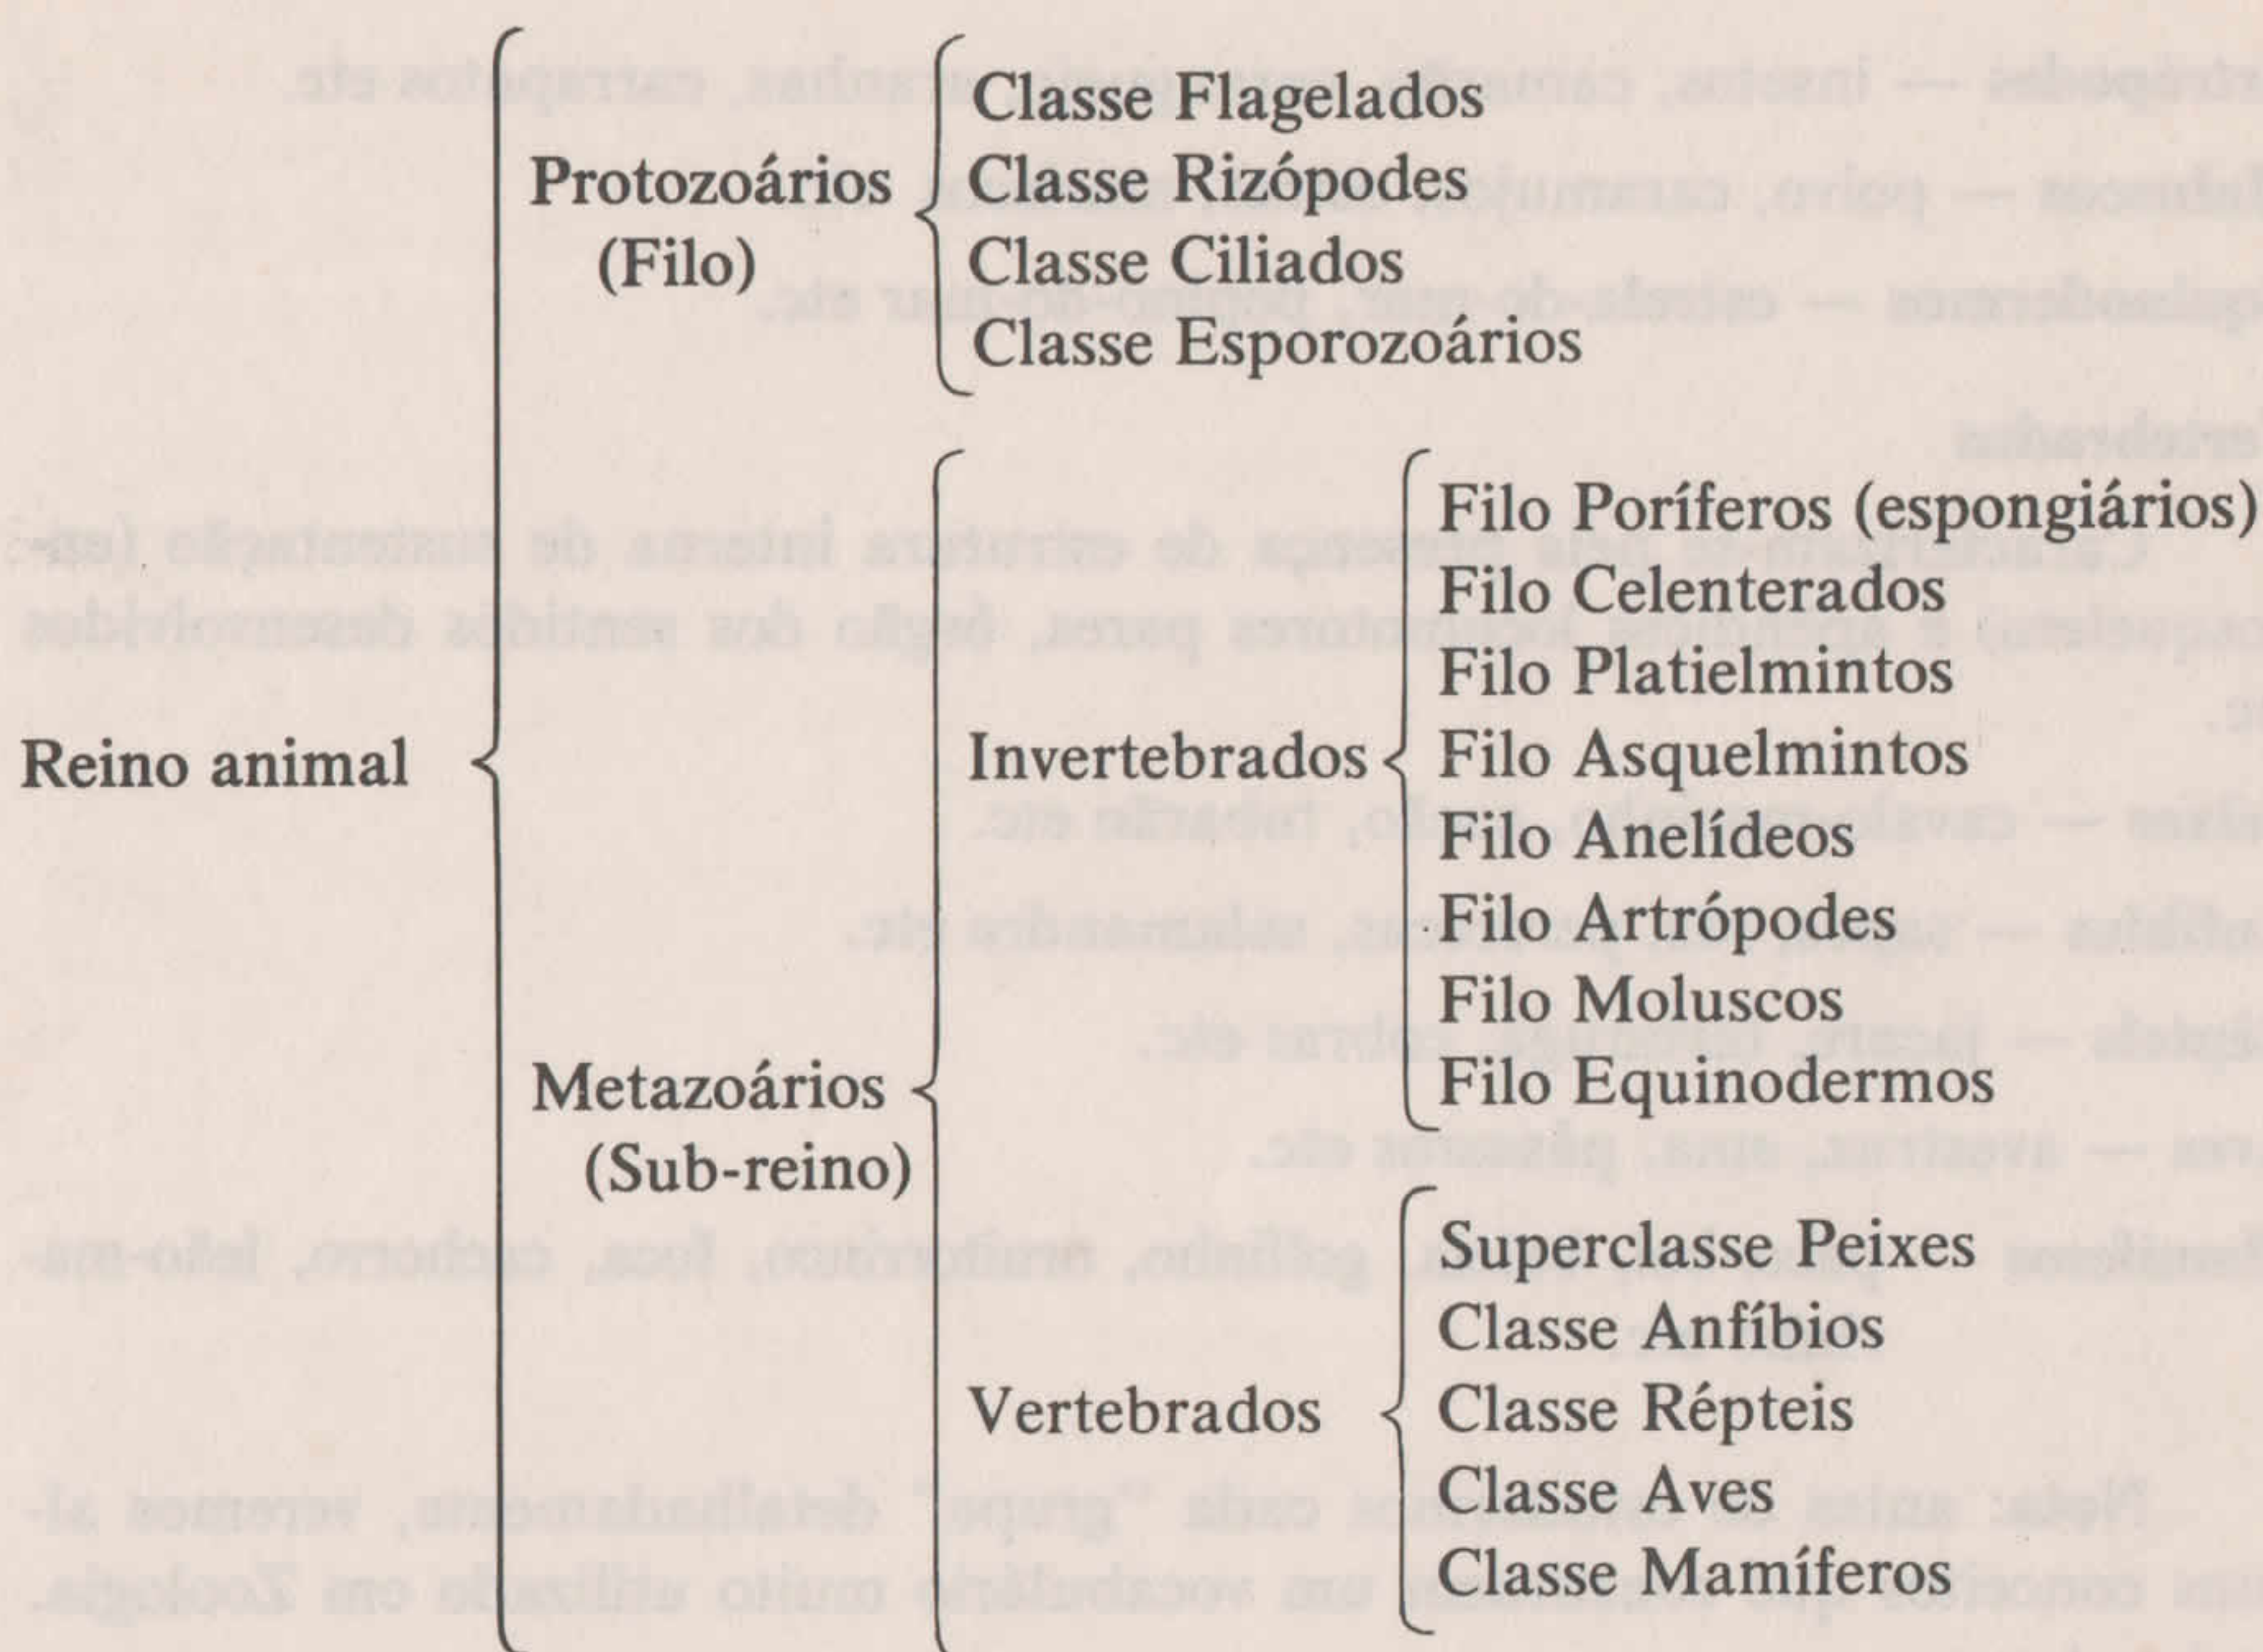 Reino animal
Protozoários
(Filo)
Classe Flagelados
Classe Rizópodes
Classe Ciliados
Classe Esporozoários
Metazoários
(Sub-reino)
Invertebrados
Filo Poríferos (espongiários)
Filo Celenterados
Filo Platielmintos
Filo Asquelmintos
Filo Anelídeos
Filo Artrópodes
Filo Moluscos
Filo Equinodermos
Vertebrados
Superclasse Peixes
Classe Anfíbios
Classe Répteis
Classe Aves
Classe Mamíferos